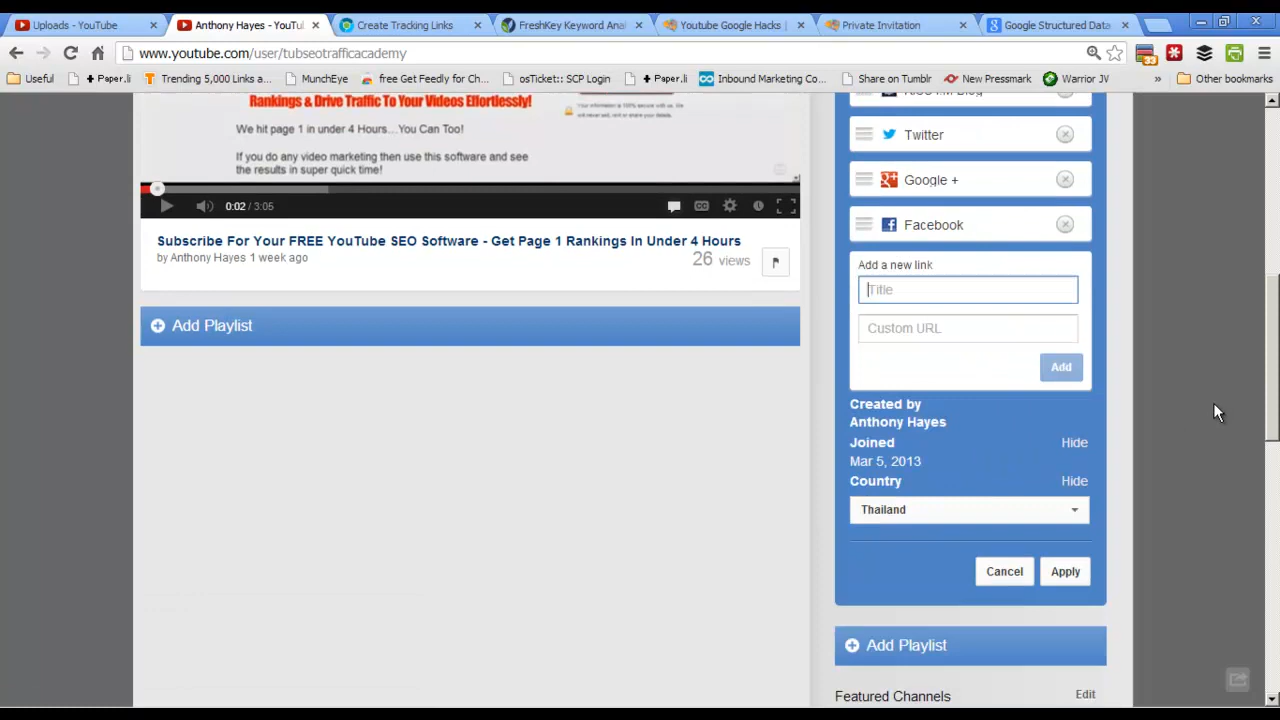 Uploads - YouTube
Anthony Hayes - YouTu
Create Tracking Links
FreshKey Keyword Anal
Youtube Google Hacks |
Private Invitation
Google Structured Data
www.youtube.com/user/tubseotrafficacademy
33
Useful
Paper.li
Trending 5,000 Links a...
MunchEye
free Get Feedly for Ch...
osTicket:: SCP Login
Paper.li
Inbound Marketing Co...
Share on Tumblr
New Pressmark
Warrior JV
»
Other bookmarks
Rankings & Drive Traffic To Your Videos Effortlessly!
We hit page 1 in under 4 Hours...You Can Too!
If you do any video marketing then use this software and see
the results in super quick time!
0:02 / 3:05
CC
Subscribe For Your FREE YouTube SEO Software - Get Page 1 Rankings In Under 4 Hours
by Anthony Hayes 1 week ago
26 views
Add Playlist
Twitter
Google +
Facebook
Add a new link
Title
Custom URL
Add
Created by
Anthony Hayes
Joined
Hide
Mar 5, 2013
Country
Hide
Thailand
Cancel
Apply
Add Playlist
Featured Channels
Edit